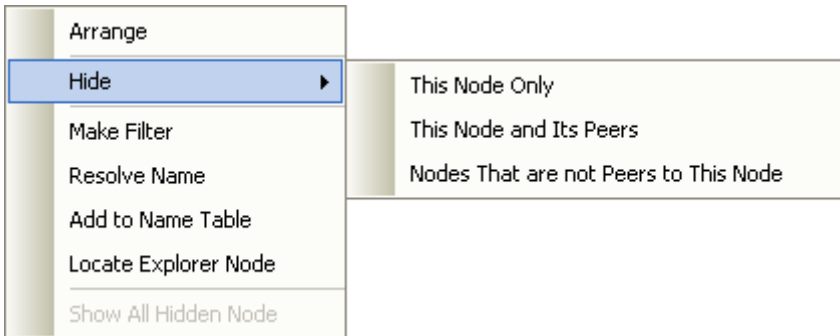 Arrange
Hide
This Node Only
This Node and Its Peers
Nodes That are not Peers to This Node
Make Filter
Resolve Name
Add to Name Table
Locate Explorer Node
Show All Hidden Node